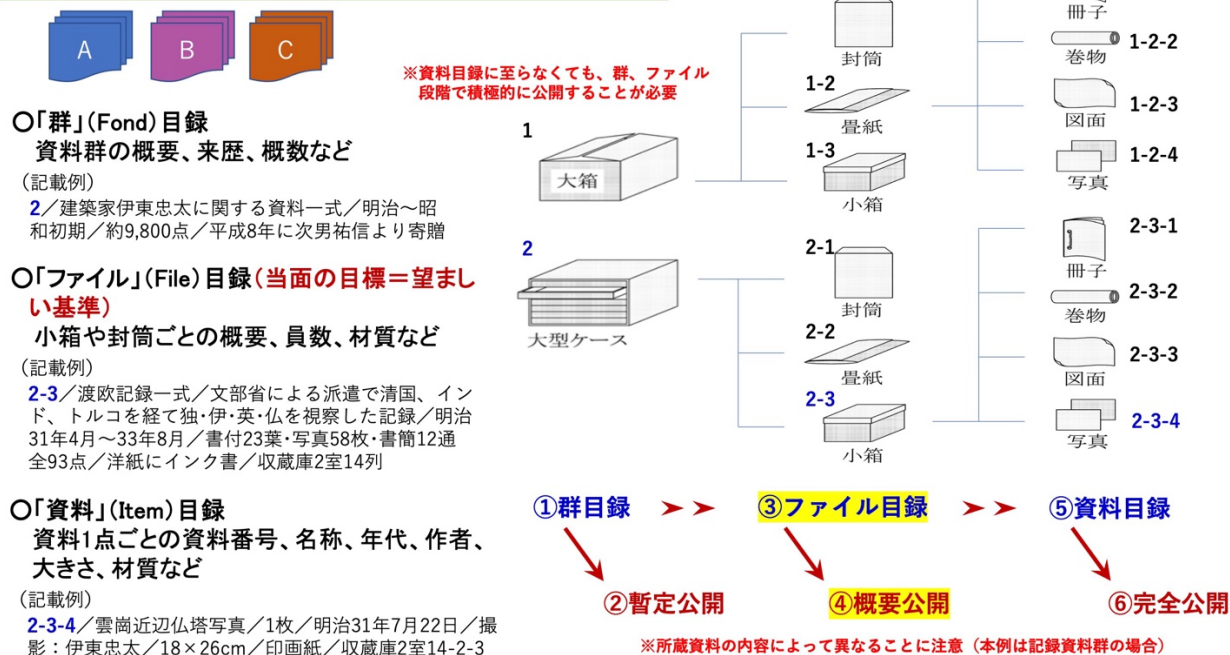 A
B
C
〇「群」(Fond)目録
資料群の概要、来歴、概数など
（記載例）
2／建築家伊東忠太に関する資料一式／明治～昭
和初期／約9,800点／平成8年に次男祐信より寄贈
〇「ファイル」(File)目録(当面の目標＝望まし
い基準)
小箱や封筒ごとの概要、員数、材質など
（記載例）
2-3／渡欧記録一式／文部省による派遣で清国、イン
ド、トルコを経て独･伊･英･仏を視察した記録／明治
31年4月～33年8月／書付23葉･写真58枚･書簡12通
全93点／洋紙にインク書／収蔵庫2室14列
〇「資料」(Item)目録
資料1点ごとの資料番号、名称、年代、作者、
大きさ、材質など
（記載例）
2-3-4／雲崗近辺仏塔写真／1枚／明治31年7月22日／撮
影：伊東忠太／18×26cm／印画紙／収蔵庫2室14-2-3
※資料目録に至らなくても、群、ファイル
段階で積極的に公開することが必要
1
大箱
2
大型ケース
封筒
1-2
畳紙
1-3
小箱
2-1
封筒
2-2
畳紙
2-3
小箱
冊子
1-2-2
巻物
1-2-3
図面
1-2-4
写真
2-3-1
冊子
2-3-2
巻物
2-3-3
図面
2-3-4
写真
①群目録
③ファイル目録
⑤資料目録
②暫定公開
④概要公開
⑥完全公開
※所蔵資料の内容によって異なることに注意（本例は記録資料群の場合）